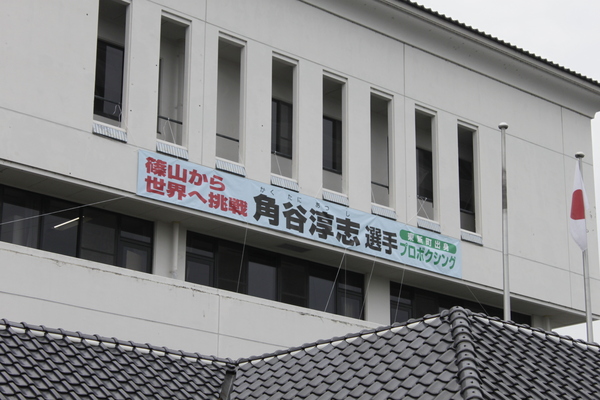 篠山から
世界へ挑戦
かくたに あつし
角谷淳志 選手
プロボクシング